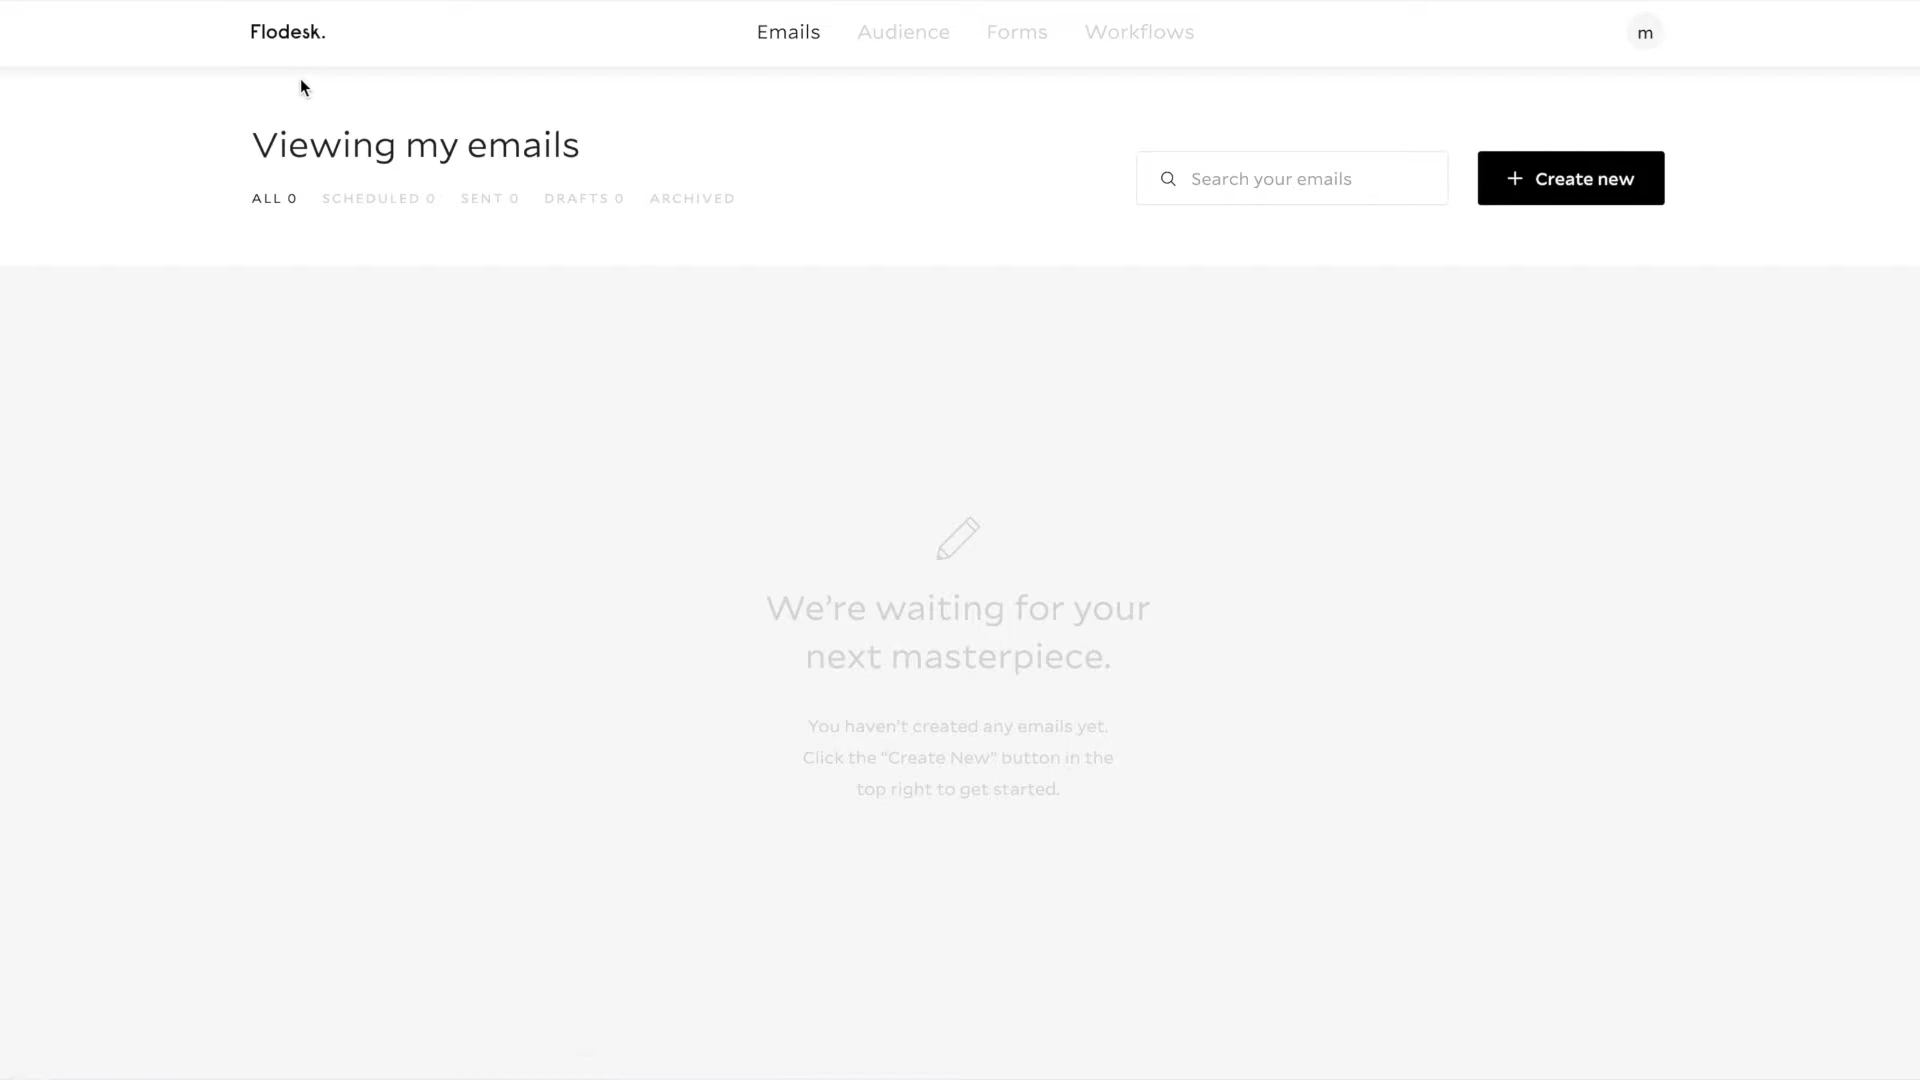 Flodesk.
Emails
Audience
Forms
Workflows
m
Viewing my emails
ALL 0
SCHEDULED 0
SENT 0
DRAFTS 0
ARCHIVED
Search your emails
+ Create new
We're waiting for your
next masterpiece.
You haven't created any emails yet.
Click the "Create New" button in the
top right to get started.